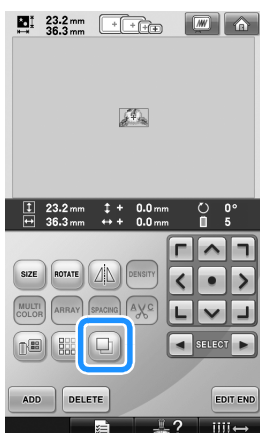 23.2 mm
36.3 mm
23.2 mm + 0.0 mm 0°
36.3 mm + 0.0 mm 5
SIZE ROTATE DENSITY
MULTI COLOR ARRAY SPACING A C
SELECT
ADD DELETE EDIT END
?